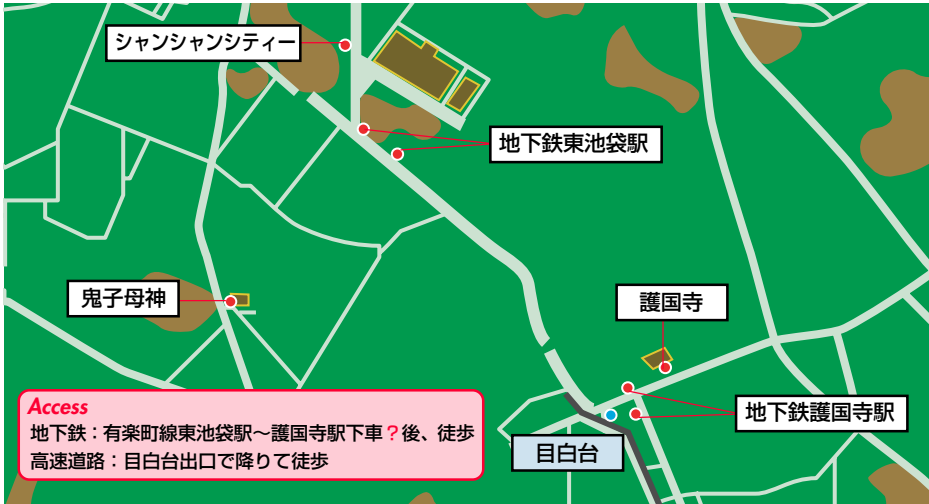 シャンシャンシティー
地下鉄東池袋駅
鬼子母神
護国寺
地下鉄護国寺駅
目白台
Access
地下鉄：有楽町線東池袋駅〜護国寺駅下車？後、徒歩
高速道路：目白台出口で降りて徒歩